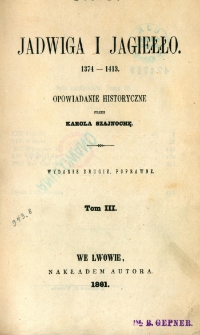 JADWIGA I JAGIEŁŁO.
1374 — 1413.
OPOWIADANIE HISTORYCZNE
PRZEZ
KAROLA SZAJNOCHĘ.
WYDANIE DRUGIE, POPRAWNE.
Tom III.
WE LWOWIE,
NAKŁADEM AUTORA.
1861.
B. GEPNER.